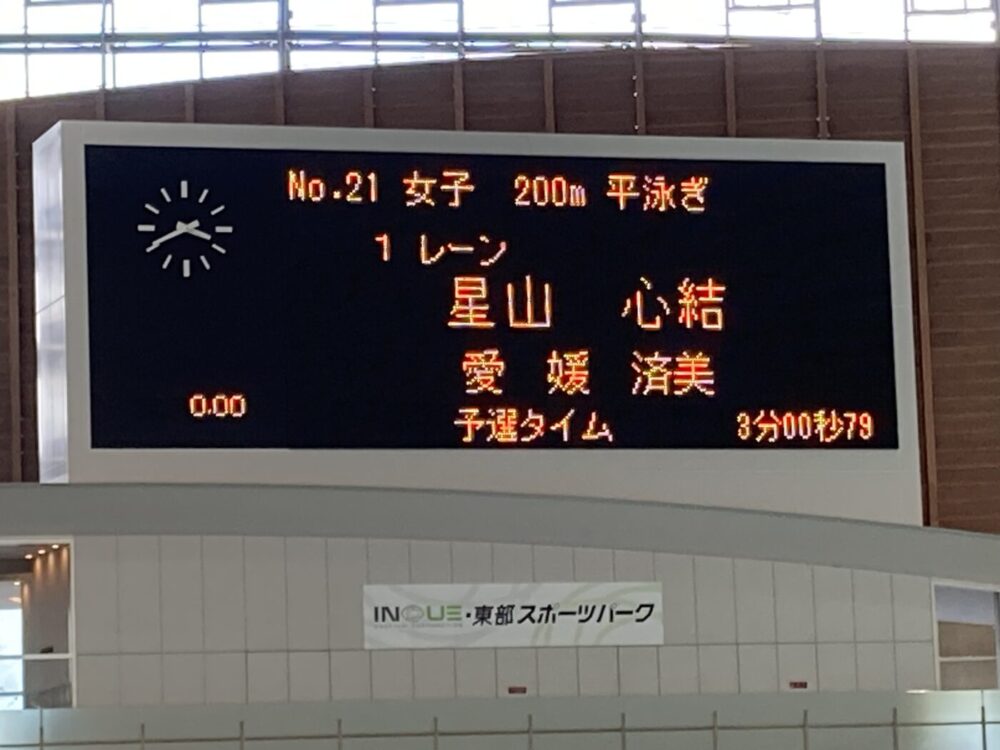 No.21 女子 200m 平泳ぎ
1 レーン
星山 心結
愛 媛 済美
0.00
予選タイム 3分00秒79
INOUE・東部スポーツパーク